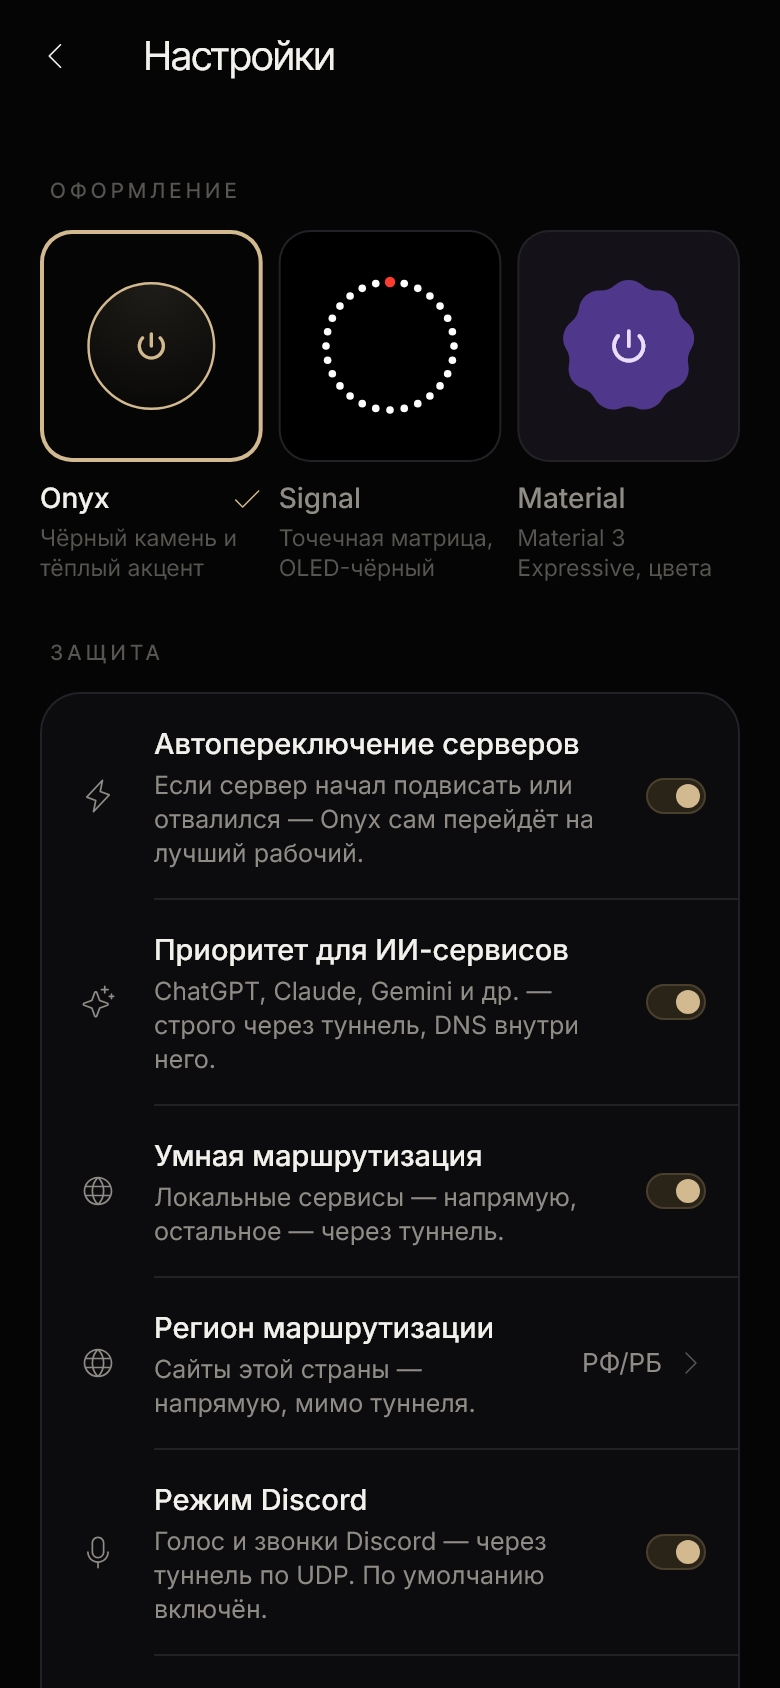 Настройки
ОФОРМЛЕНИЕ
Onyx
Чёрный камень и
тёплый акцент
Signal
Точечная матрица,
OLED-чёрный
Material
Material 3
Expressive, цвета
ЗАЩИТА
Автопереключение серверов
Если сервер начал подвисать или
отвалился — Onyx сам перейдёт на
лучший рабочий.
Приоритет для ИИ-сервисов
ChatGPT, Claude, Gemini и др. —
строго через туннель, DNS внутри
него.
Умная маршрутизация
Локальные сервисы — напрямую,
остальное — через туннель.
Регион маршрутизации
Сайты этой страны —
напрямую, мимо туннеля.
РФ/РБ
Режим Discord
Голос и звонки Discord — через
туннель по UDP. По умолчанию
включён.